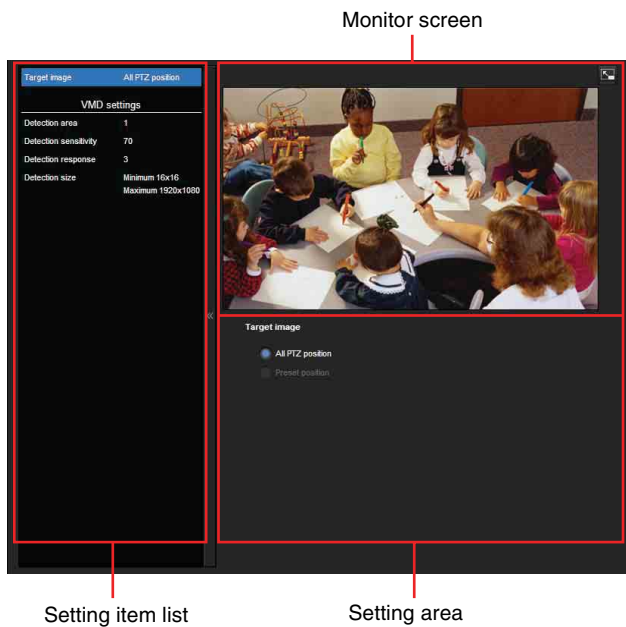 Monitor screen
Target image All PTZ position
VMD settings
Detection area 1
Detection sensitivity 70
Detection response 3
Detection size Minimum 16x16
Maximum 1920x1080
«
Target image
All PTZ position
Preset position
Setting item list
Setting area